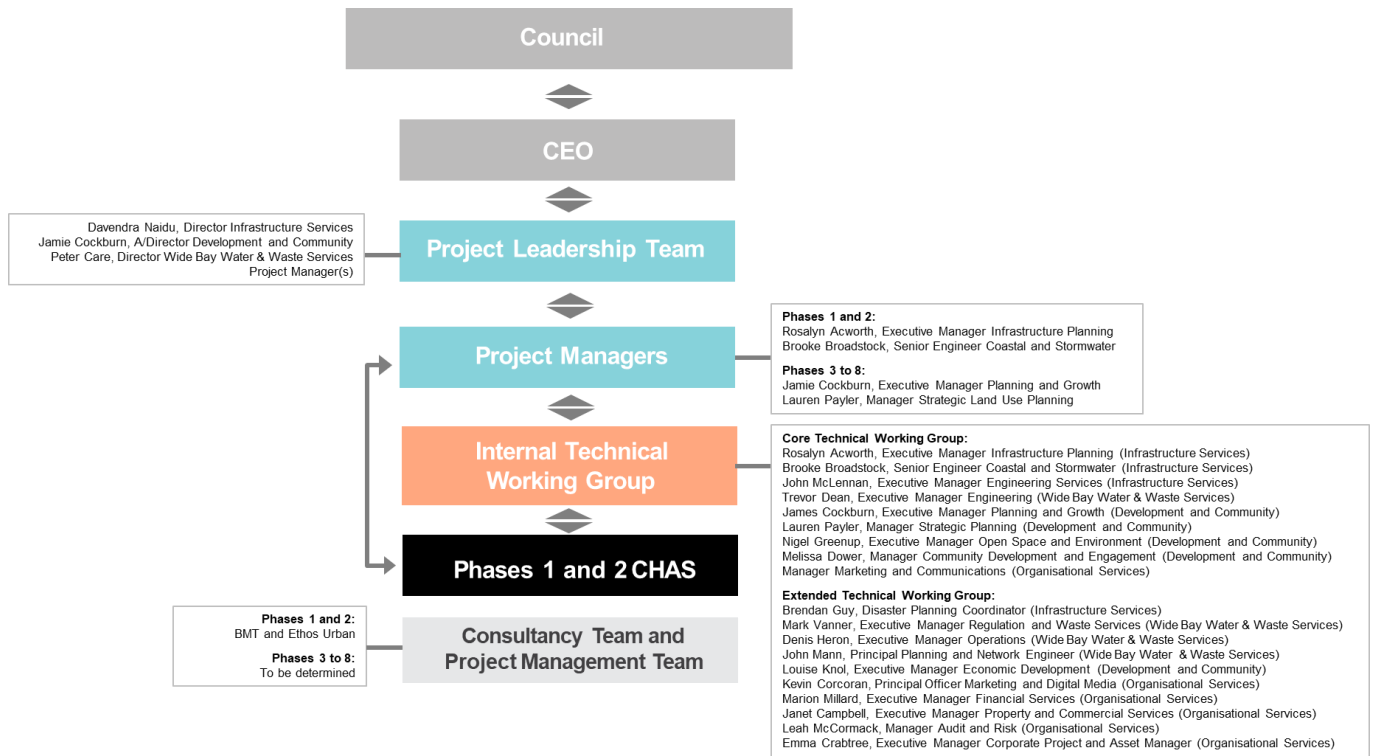 Council
CEO
Davendra Naidu, Director Infrastructure Services
Jamie Cockburn, A/Director Development and Community
Peter Care, Director Wide Bay Water & Waste Services
Project Manager(s)
Project Leadership Team
Project Managers
Phases 1 and 2:
Rosalyn Acworth, Executive Manager Infrastructure Planning
Brooke Broadstock, Senior Engineer Coastal and Stormwater
Phases 3 to 8:
Jamie Cockburn, Executive Manager Planning and Growth
Lauren Payler, Manager Strategic Land Use Planning
Internal Technical
Working Group
Core Technical Working Group:
Rosalyn Acworth, Executive Manager Infrastructure Planning (Infrastructure Services)
Brooke Broadstock, Senior Engineer Coastal and Stormwater (Infrastructure Services)
John McLennan, Executive Manager Engineering Services (Infrastructure Services)
Trevor Dean, Executive Manager Engineering (Wide Bay Water & Waste Services)
James Cockburn, Executive Manager Planning and Growth (Development and Community)
Lauren Payler, Manager Strategic Planning (Development and Community)
Nigel Greenup, Executive Manager Open Space and Environment (Development and Community)
Melissa Dower, Manager Community Development and Engagement (Development and Community)
Manager Marketing and Communications (Organisational Services)
Extended Technical Working Group:
Brendan Guy, Disaster Planning Coordinator (Infrastructure Services)
Mark Vanner, Executive Manager Regulation and Waste Services (Wide Bay Water & Waste Services)
Denis Heron, Executive Manager Operations (Wide Bay Water & Waste Services)
John Mann, Principal Planning and Network Engineer (Wide Bay Water & Waste Services)
Louise Knol, Executive Manager Economic Development (Development and Community)
Kevin Corcoran, Principal Officer Marketing and Digital Media (Organisational Services)
Marion Millard, Executive Manager Financial Services (Organisational Services)
Janet Campbell, Executive Manager Property and Commercial Services (Organisational Services)
Leah McCormack, Manager Audit and Risk (Organisational Services)
Emma Crabtree, Executive Manager Corporate Project and Asset Manager (Organisational Services)
Phases 1 and 2 CHAS
Phases 1 and 2:
BMT and Ethos Urban
Phases 3 to 8:
To be determined
Consultancy Team and
Project Management Team